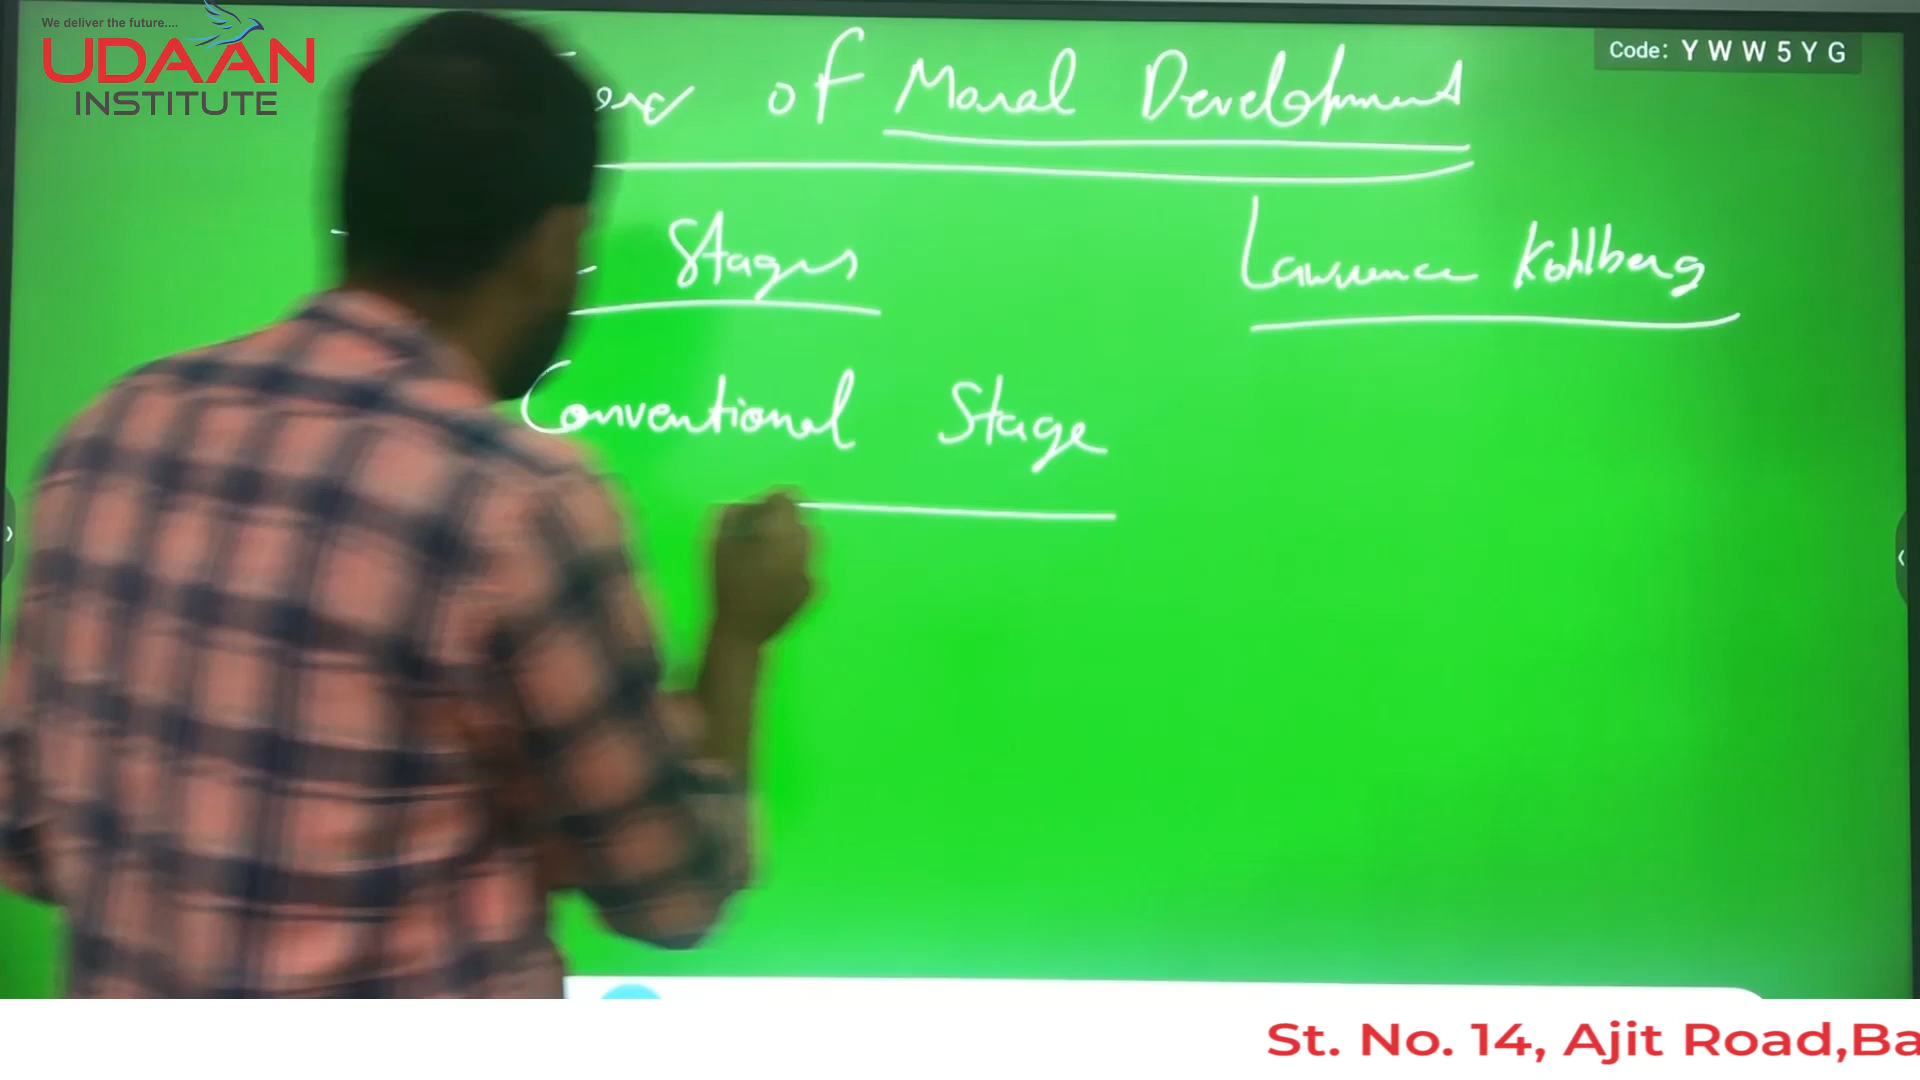 We deliver the future....
UDAAN
INSTITUTE
Code: YWW5YG
of Moral Development
Stages
Lawrence Kohlberg
Conventional Stage
St. No. 14, Ajit Road,Ba